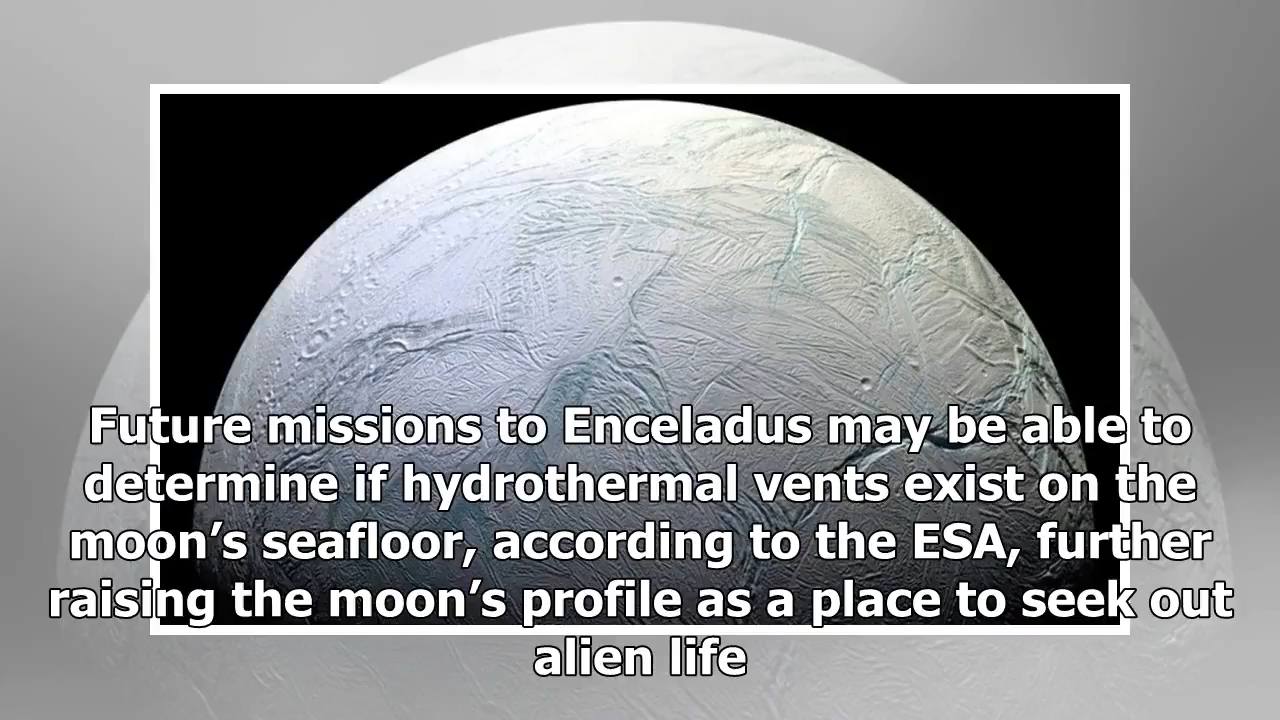 Future missions to Enceladus may be able to
determine if hydrothermal vents exist on the
moon’s seafloor, according to the ESA, further
raising the moon’s profile as a place to seek out
alien life